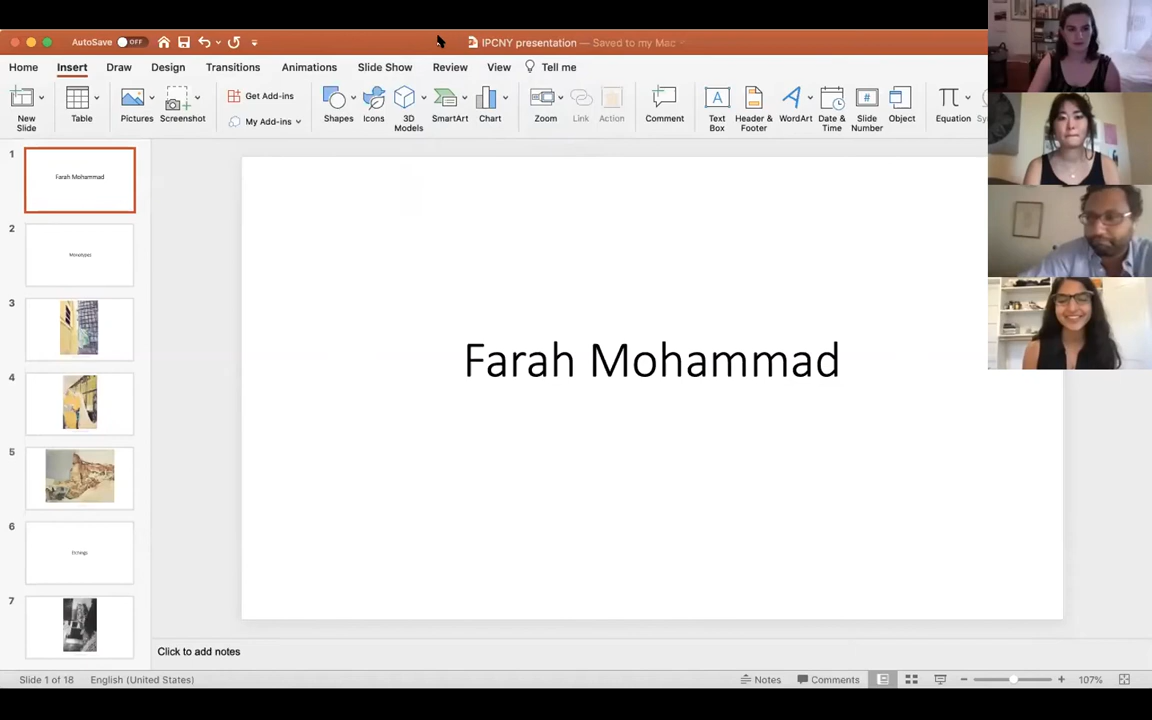 AutoSave OFF
IPCNY presentation — Saved to my Mac
Home Insert Draw Design Transitions Animations Slide Show Review View Tell me
New Slide
Table
Pictures
Screenshot
Get Add-ins
My Add-ins
Shapes
Icons
3D Models
SmartArt
Chart
Zoom
Link
Action
Comment
Text Box
Header & Footer
WordArt
Date & Time
Slide Number
Object
Equation
1
Farah Mohammad
2
Monotypes
3
4
5
6
Etchings
7
Farah Mohammad
Click to add notes
Slide 1 of 18 English (United States) Notes Comments 107%